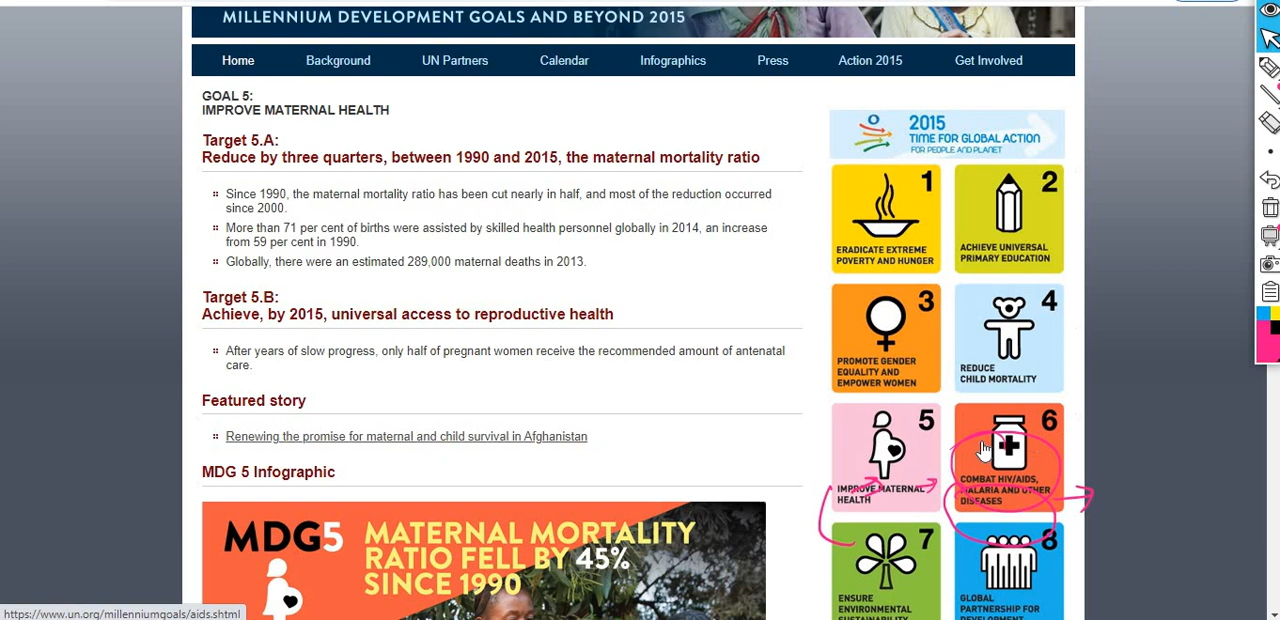 MILLENNIUM DEVELOPMENT GOALS AND BEYOND 2015
Home Background UN Partners Calendar Infographics Press Action 2015 Get Involved
GOAL 5:
IMPROVE MATERNAL HEALTH
Target 5.A:
Reduce by three quarters, between 1990 and 2015, the maternal mortality ratio
Since 1990, the maternal mortality ratio has been cut nearly in half, and most of the reduction occurred
since 2000.
More than 71 per cent of births were assisted by skilled health personnel globally in 2014, an increase
from 59 per cent in 1990.
Globally, there were an estimated 289,000 maternal deaths in 2013.
Target 5.B:
Achieve, by 2015, universal access to reproductive health
After years of slow progress, only half of pregnant women receive the recommended amount of antenatal
care.
Featured story
Renewing the promise for maternal and child survival in Afghanistan
MDG 5 Infographic
MDG5
MATERNAL MORTALITY
RATIO FELL BY 45%
SINCE 1990
2015
TIME FOR GLOBAL ACTION
FOR PEOPLE AND PLANET
1
ERADICATE EXTREME
POVERTY AND HUNGER
2
ACHIEVE UNIVERSAL
PRIMARY EDUCATION
3
PROMOTE GENDER
EQUALITY AND
EMPOWER WOMEN
4
REDUCE
CHILD MORTALITY
5
IMPROVE MATERNAL
HEALTH
6
COMBAT HIV/AIDS,
MALARIA AND OTHER
DISEASES
7
ENSURE
ENVIRONMENTAL
SUSTAINABILITY
8
GLOBAL
PARTNERSHIP FOR
DEVELOPMENT
https://www.un.org/millenniumgoals/aids.shtml